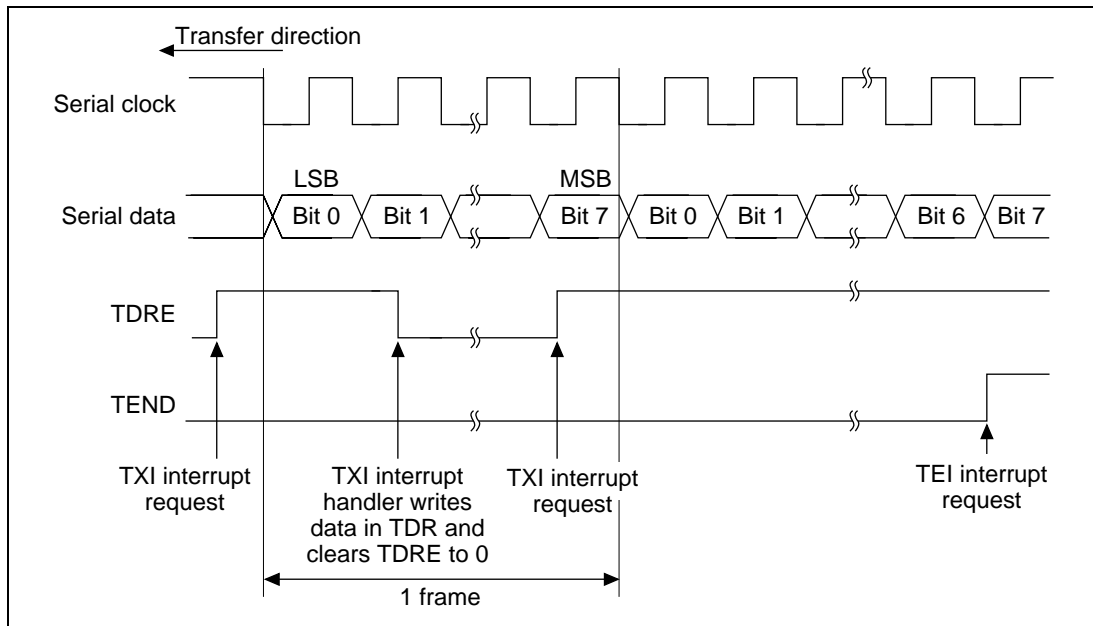 Transfer direction
Serial clock
LSB
MSB
Serial data
Bit 0
Bit 1
Bit 7
Bit 0
Bit 1
Bit 6
Bit 7
TDRE
TEND
TXI interrupt
request
TXI interrupt
handler writes
data in TDR and
clears TDRE to 0
TXI interrupt
request
TEI interrupt
request
1 frame